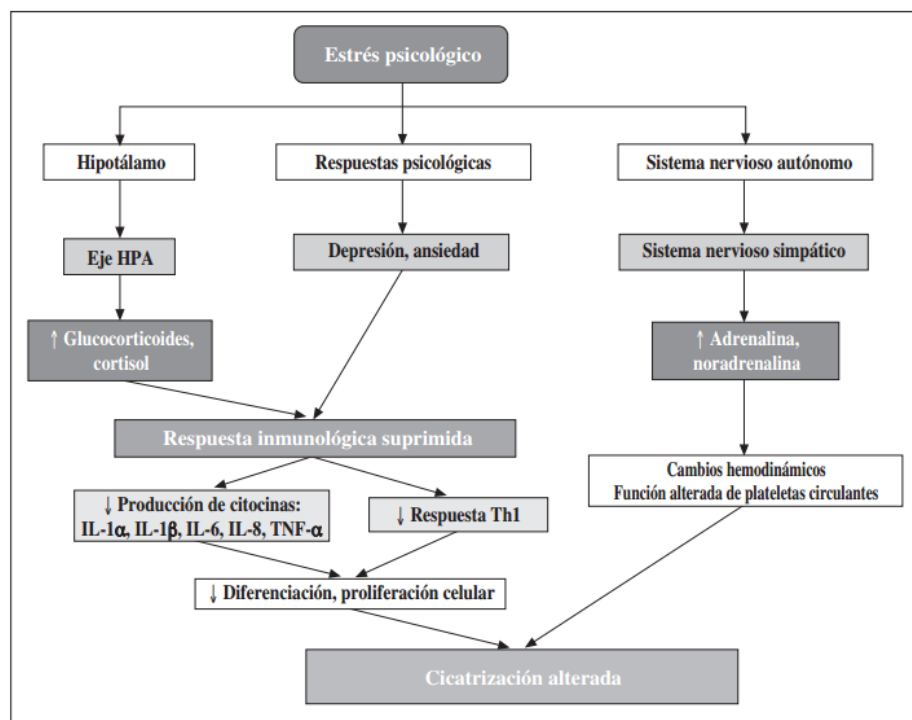 Estrés psicológico
Hipotálamo
Respuestas psicológicas
Sistema nervioso autónomo
Eje HPA
Depresión, ansiedad
Sistema nervioso simpático
↑ Glucocorticoides,
cortisol
↑ Adrenalina,
noradrenalina
Respuesta inmunológica suprimida
↓ Producción de citocinas:
IL-1α, IL-1β, IL-6, IL-8, TNF-α
↓ Respuesta Th1
Cambios hemodinámicos
Función alterada de plateletas circulantes
↓ Diferenciación, proliferación celular
Cicatrización alterada